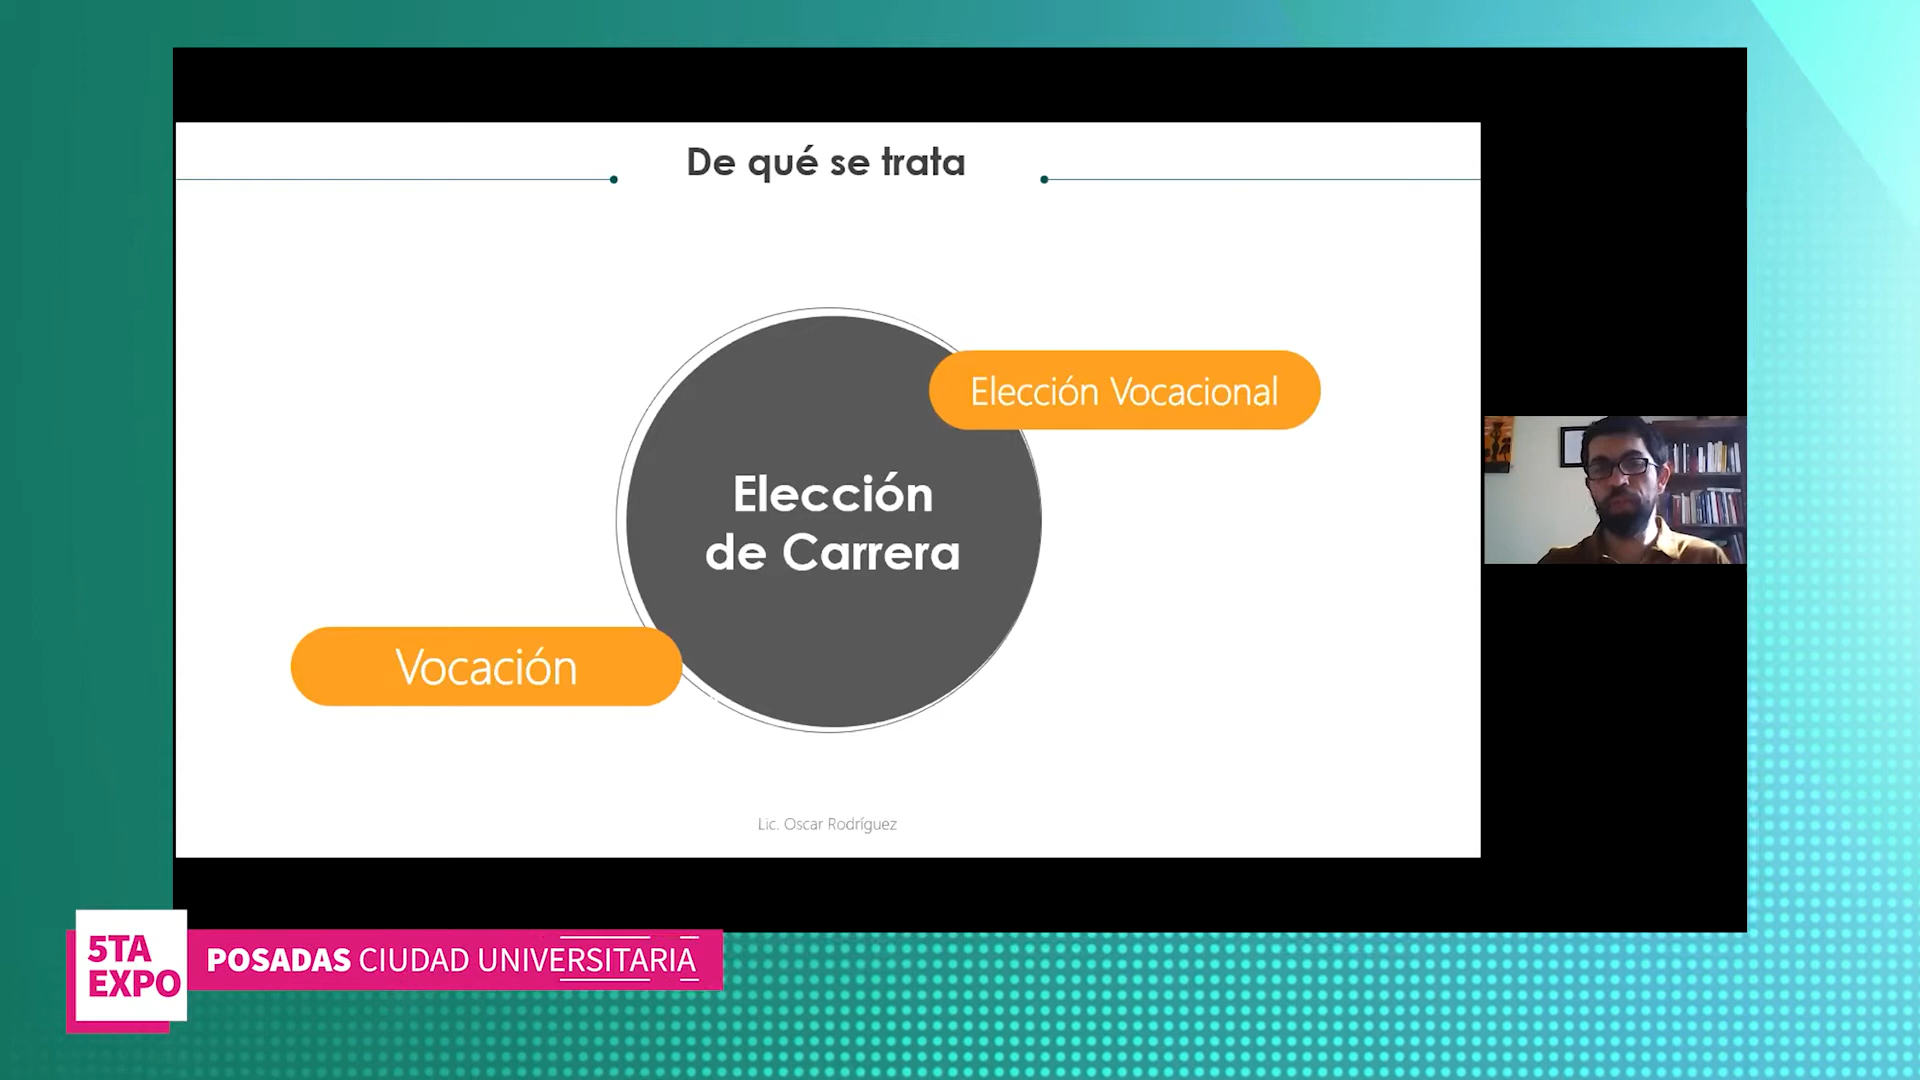 De qué se trata
Elección Vocacional
Elección
de Carrera
Vocación
Lic. Oscar Rodríguez
5TA
EXPO
POSADAS CIUDAD UNIVERSITARIA